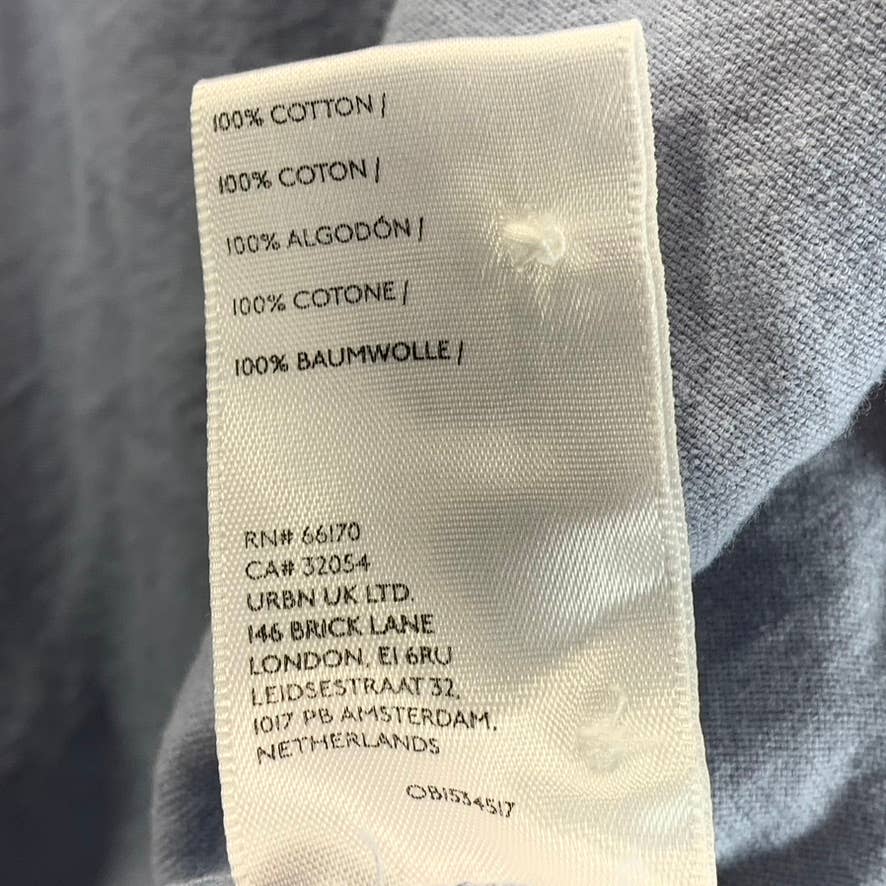 100% COTTON /
100% COTON /
100% ALGODÓN /
100% COTONE /
100% BAUMWOLLE /
RN# 66170
CA# 32054
URBN UK LTD.
146 BRICK LANE
LONDON, E1 6RU
LEIDSESTRAAT 32,
1017 PB AMSTERDAM,
NETHERLANDS
OB1534517